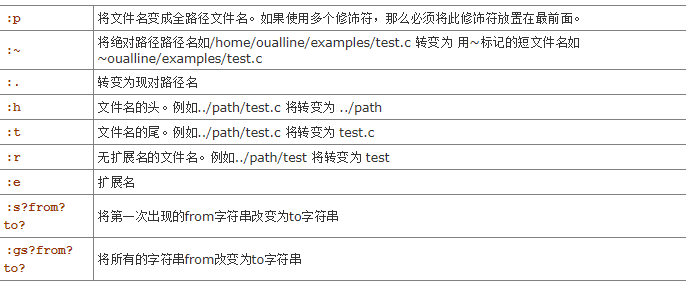 :p 将文件名变成全路径文件名。如果使用多个修饰符，那么必须将此修饰符放置在最前面。
:~ 将绝对路径路径名如/home/oualline/examples/test.c 转变为 用~标记的短文件名如
~oualline/examples/test.c
:. 转变为现对路径名
:h 文件名的头。例如../path/test.c 将转变为 ../path
:t 文件名的尾。例如../path/test.c 将转变为 test.c
:r 无扩展名的文件名。例如../path/test 将转变为 test
:e 扩展名
:s?from?
to? 将第一次出现的from字符串改变为to字符串
:gs?from?
to? 将所有的字符串from改变为to字符串